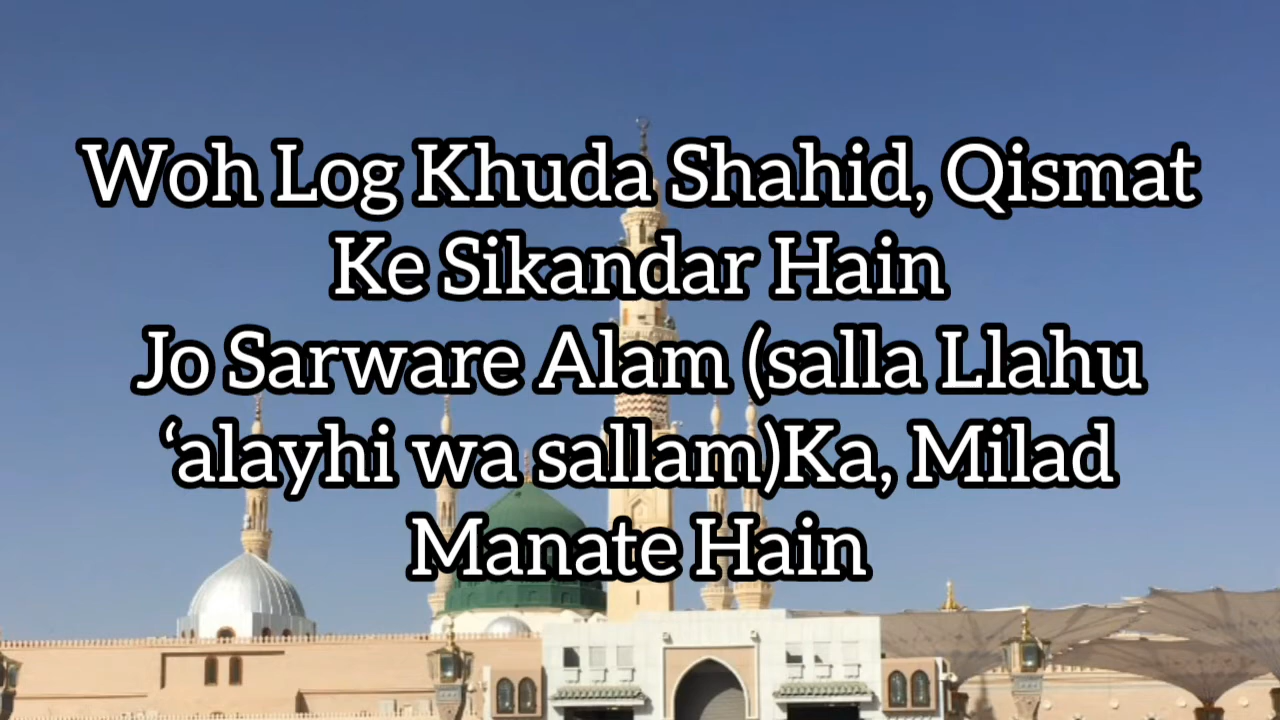 Woh Log Khuda Shahid, Qismat
Ke Sikandar Hain
Jo Sarware Alam (salla Llahu
‘alayhi wa sallam)Ka, Milad
Manate Hain